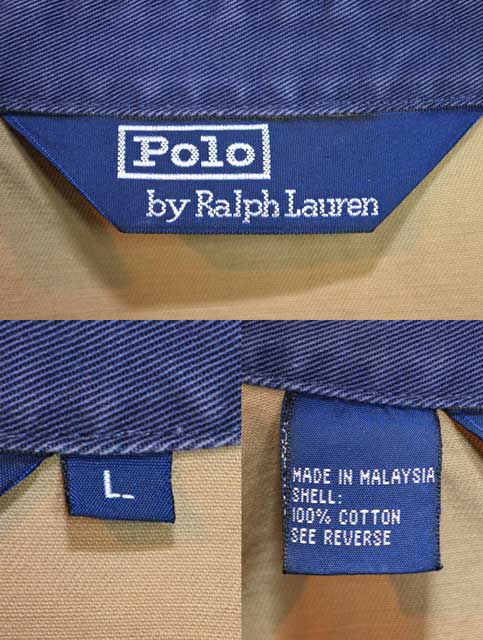 Polo
by Ralph Lauren
L
MADE IN MALAYSIA
SHELL:
100% COTTON
SEE REVERSE